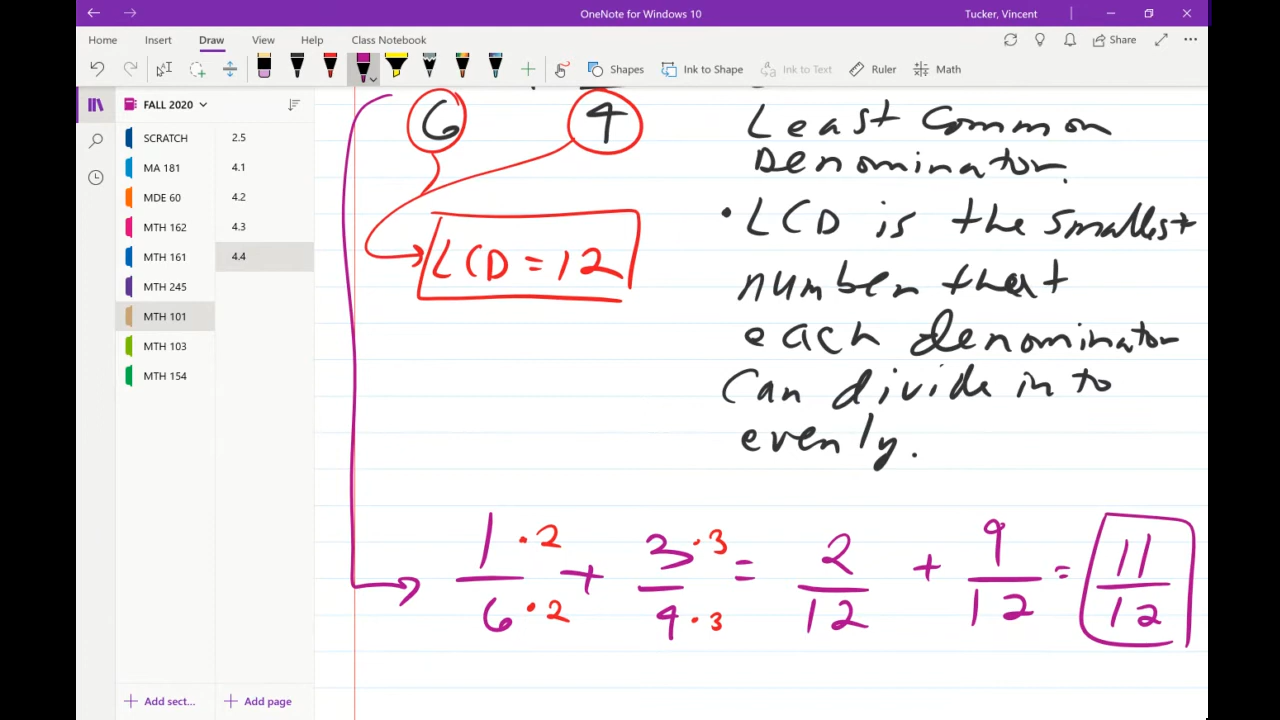 OneNote for Windows 10
Tucker, Vincent
Home Insert Draw View Help Class Notebook
Share
Shapes Ink to Shape Ink to Text Ruler Math
FALL 2020
SCRATCH
MA 181
MDE 60
MTH 162
MTH 161
MTH 245
MTH 101
MTH 103
MTH 154
2.5
4.1
4.2
4.3
4.4
Add sect...
Add page
6 4
LCD = 12
Least Common
Denominator.
• LCD is the smallest
number that
each denominator
can divide into
evenly.
1 · 2 / 6 · 2 + 3 · 3 / 4 · 3 = 2/12 + 9/12 = 11/12